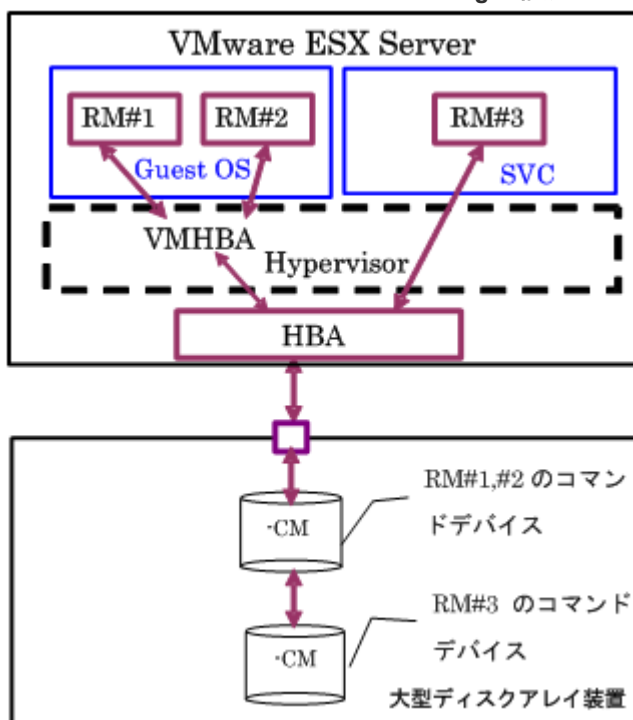 VMware ESX Server
RM#1
RM#2
RM#3
Guest OS
SVC
VMHBA
Hypervisor
HBA
RM#1,#2 のコマン
ドデバイス
-CM
RM#3 のコマンド
デバイス
-CM
大型ディスクアレイ装置